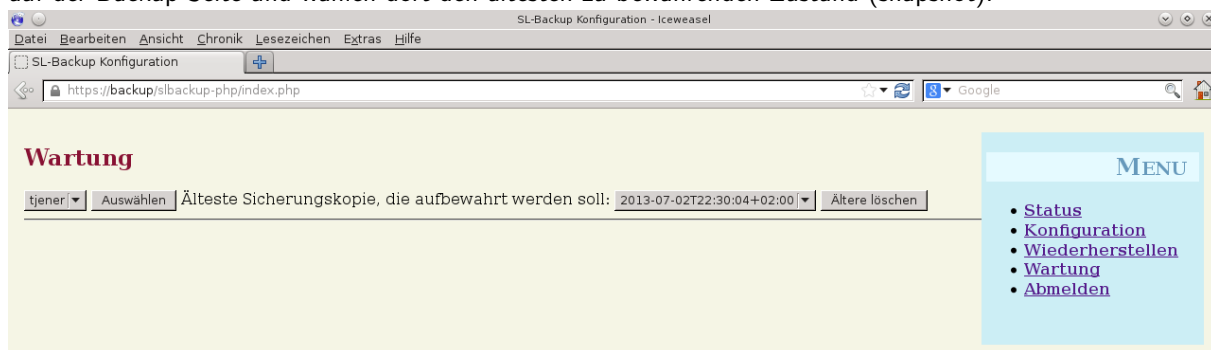 auf der Backup-Seite und wählen dort den ältesten zu bewahrenden Zustand (snapshot).
SL-Backup Konfiguration - Iceweasel
Datei Bearbeiten Ansicht Chronik Lesezeichen Extras Hilfe
SL-Backup Konfiguration
https://backup/slbackup-php/index.php
Google
Wartung
tjener Auswählen Älteste Sicherungskopie, die aufbewahrt werden soll: 2013-07-02T22:30:04+02:00 Ältere löschen
MENU
Status
Konfiguration
Wiederherstellen
Wartung
Abmelden